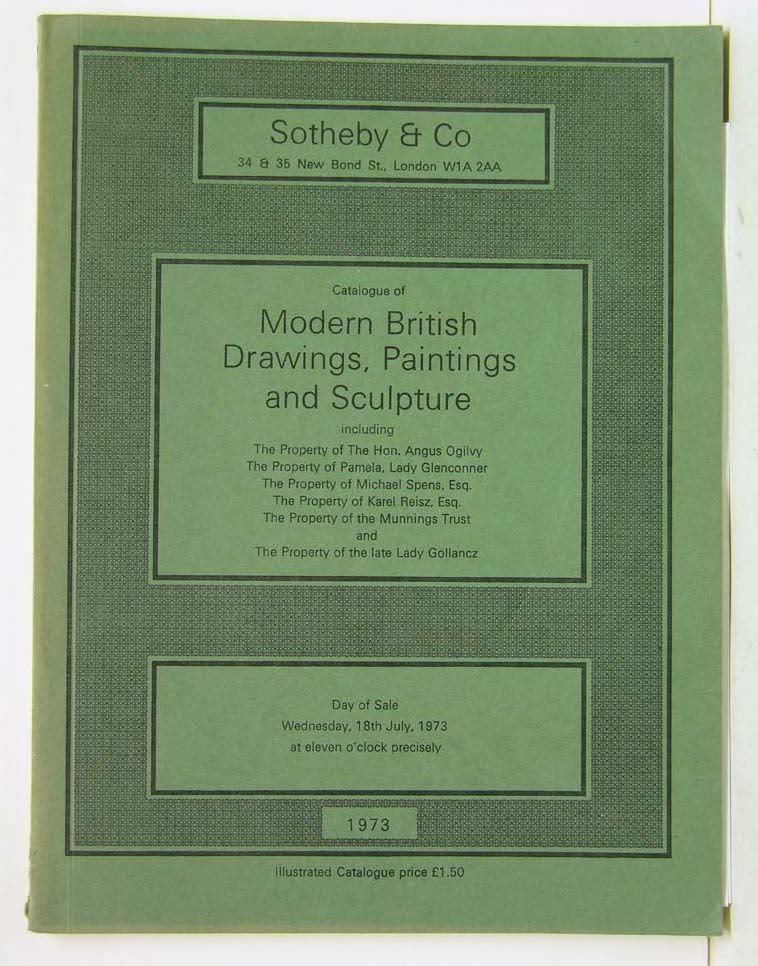 Sotheby & Co
34 & 35 New Bond St., London W1A 2AA
Catalogue of
Modern British
Drawings, Paintings
and Sculpture
including
The Property of The Hon. Angus Ogilvy
The Property of Pamela, Lady Glenconner
The Property of Michael Spens, Esq.
The Property of Karel Reisz, Esq.
The Property of the Munnings Trust
and
The Property of the late Lady Gollancz
Day of Sale
Wednesday, 18th July, 1973
at eleven o'clock precisely
1973
Illustrated Catalogue price £1.50